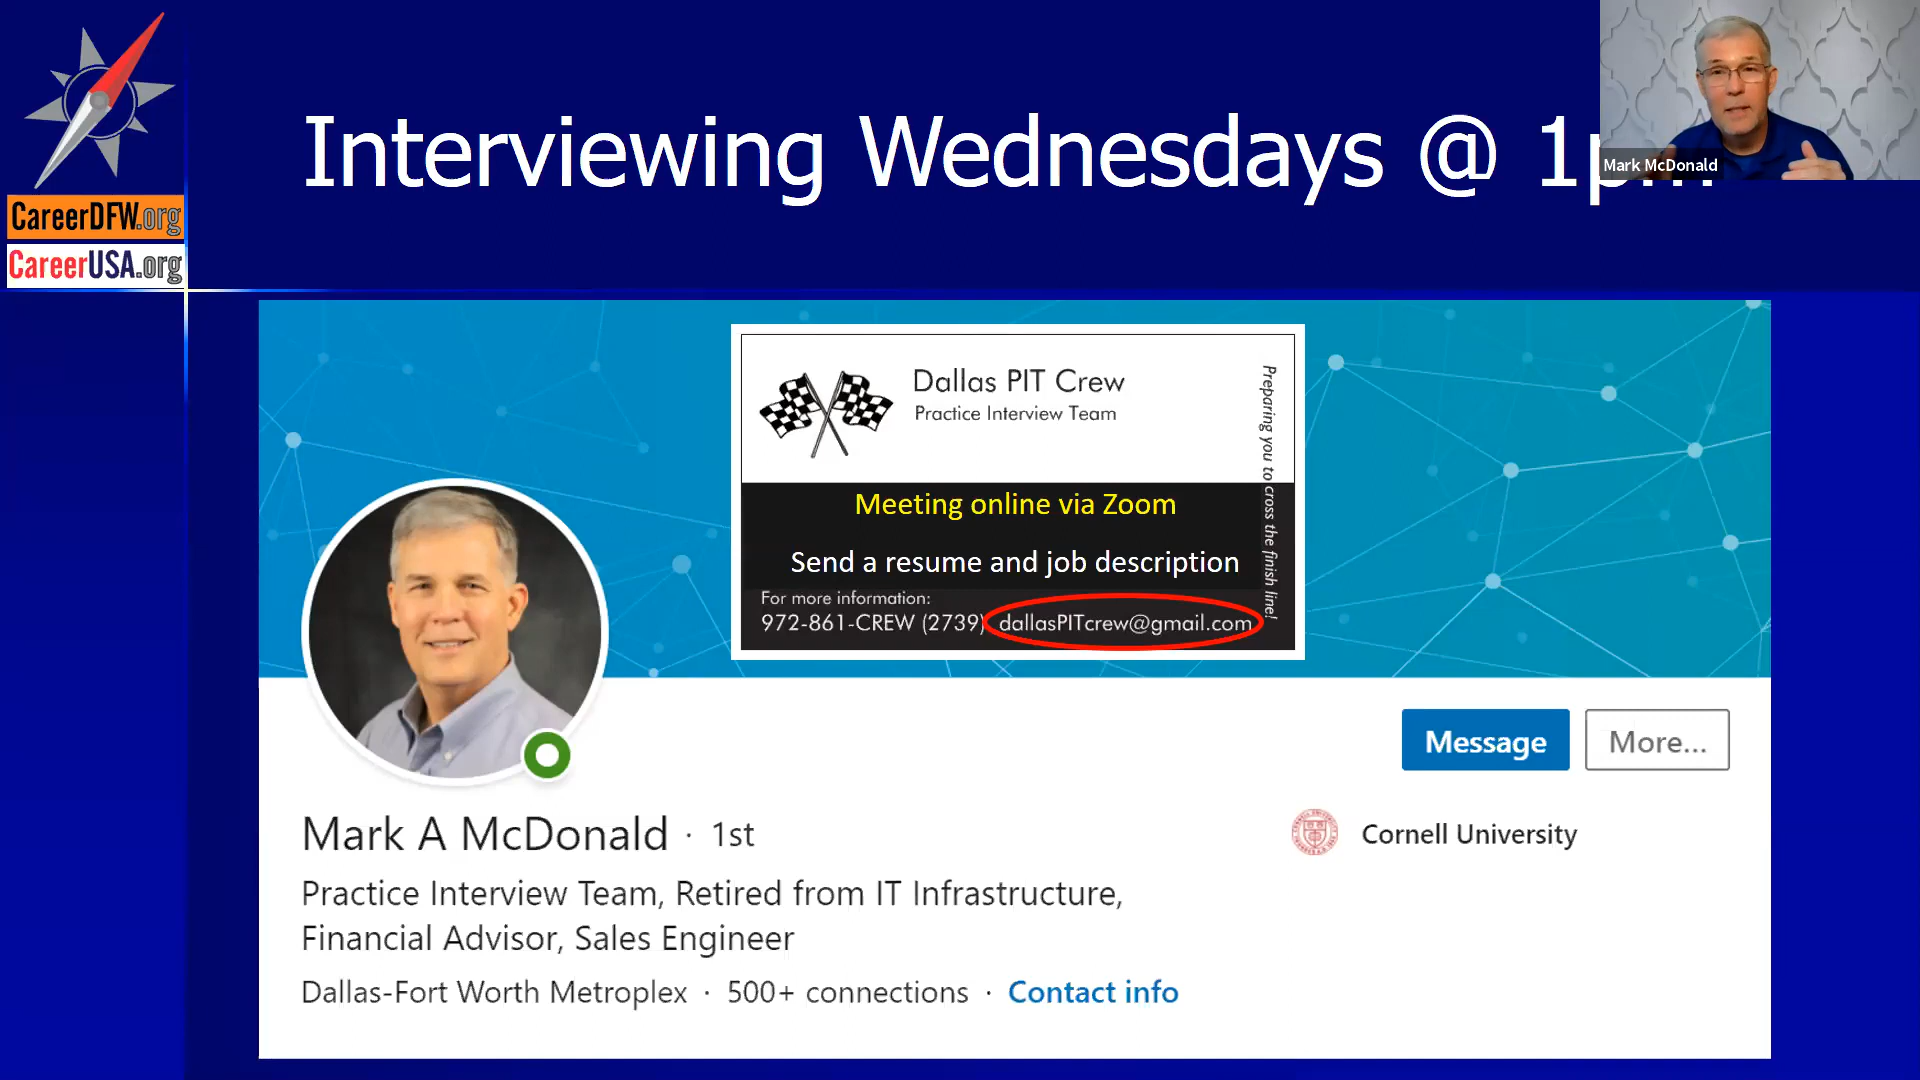 CareerDFW.org
CareerUSA.org
Interviewing Wednesdays @ 1p
Mark McDonald
Dallas PIT Crew
Practice Interview Team
Preparing you to cross the finish line!
Meeting online via Zoom
Send a resume and job description
For more information:
972-861-CREW (2739) dallasPITcrew@gmail.com
Message
More...
Mark A McDonald · 1st
Cornell University
Practice Interview Team, Retired from IT Infrastructure,
Financial Advisor, Sales Engineer
Dallas-Fort Worth Metroplex · 500+ connections · Contact info